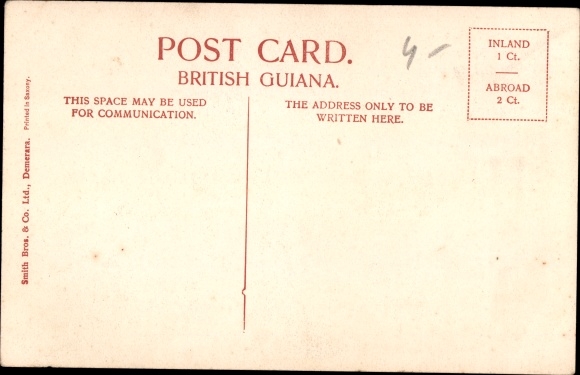 POST CARD.
BRITISH GUIANA.
THIS SPACE MAY BE USED
FOR COMMUNICATION.
THE ADDRESS ONLY TO BE
WRITTEN HERE.
INLAND
1 Ct.
ABROAD
2 Ct.
4-
Smith Bros. & Co. Ltd., Demerara. Printed in Saxony.